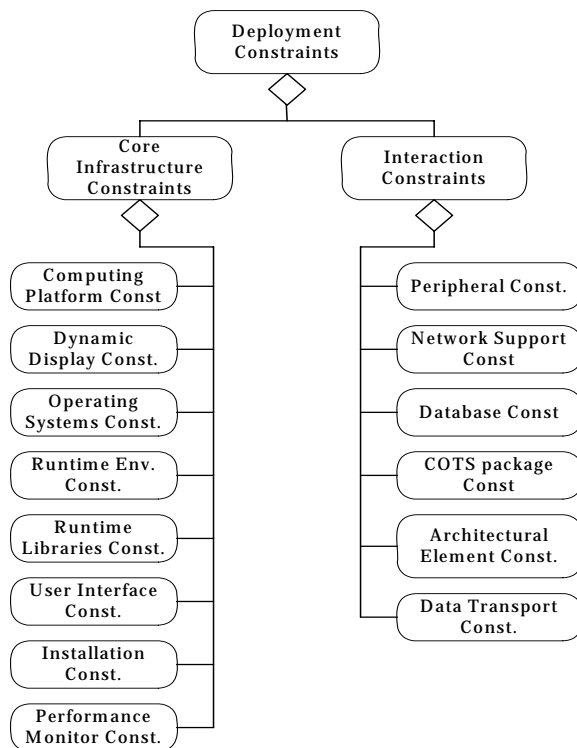 Deployment
Constraints
Core
Infrastructure
Constraints
Interaction
Constraints
Computing
Platform Const
Dynamic
Display Const.
Operating
Systems Const.
Runtime Env.
Const.
Runtime
Libraries Const.
User Interface
Const.
Installation
Const.
Performance
Monitor Const.
Peripheral Const.
Network Support
Const
Database Const
COTS package
Const
Architectural
Element Const.
Data Transport
Const.